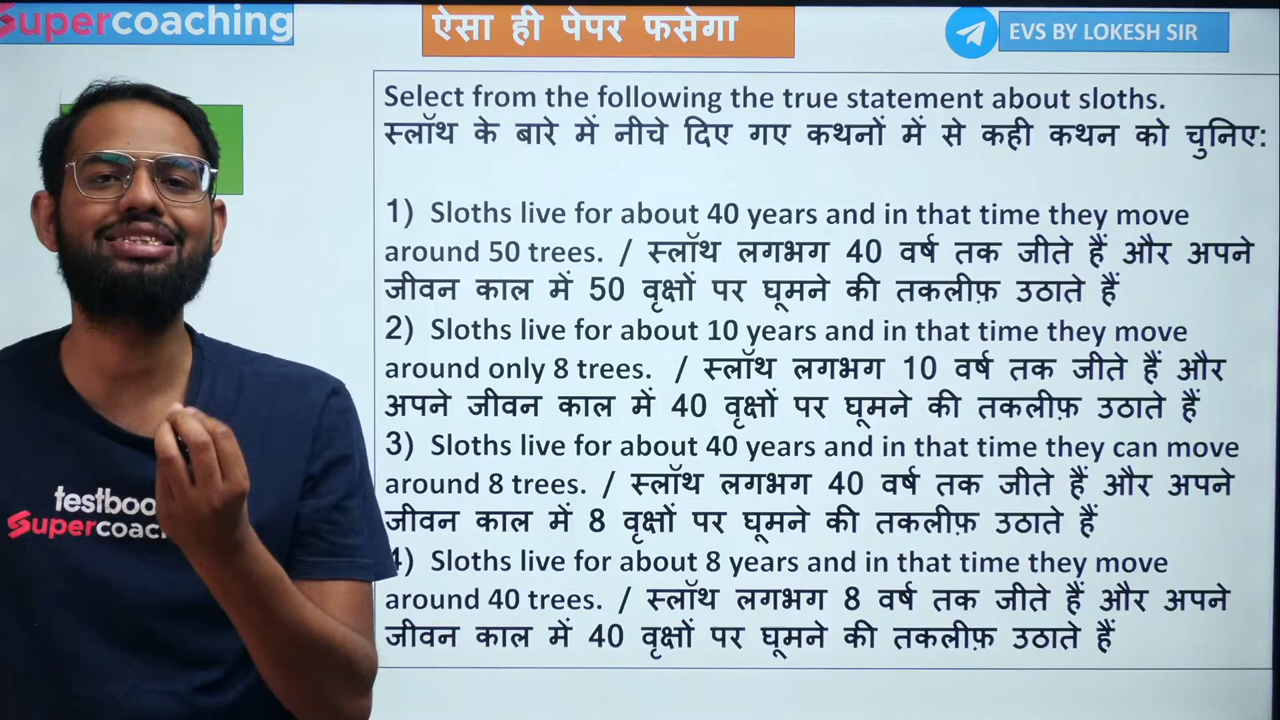 Supercoaching
ऐसा ही पेपर फसेगा
EVS BY LOKESH SIR
Select from the following the true statement about sloths.
स्लॉथ के बारे में नीचे दिए गए कथनों में से कही कथन को चुनिए:
1) Sloths live for about 40 years and in that time they move
around 50 trees. / स्लॉथ लगभग 40 वर्ष तक जीते हैं और अपने
जीवन काल में 50 वृक्षों पर घूमने की तकलीफ़ उठाते हैं
2) Sloths live for about 10 years and in that time they move
around only 8 trees. / स्लॉथ लगभग 10 वर्ष तक जीते हैं और
अपने जीवन काल में 40 वृक्षों पर घूमने की तकलीफ़ उठाते हैं
3) Sloths live for about 40 years and in that time they can move
around 8 trees. / स्लॉथ लगभग 40 वर्ष तक जीते हैं और अपने
जीवन काल में 8 वृक्षों पर घूमने की तकलीफ़ उठाते हैं
4) Sloths live for about 8 years and in that time they move
around 40 trees. / स्लॉथ लगभग 8 वर्ष तक जीते हैं और अपने
जीवन काल में 40 वृक्षों पर घूमने की तकलीफ़ उठाते हैं
testboo
Supercoac